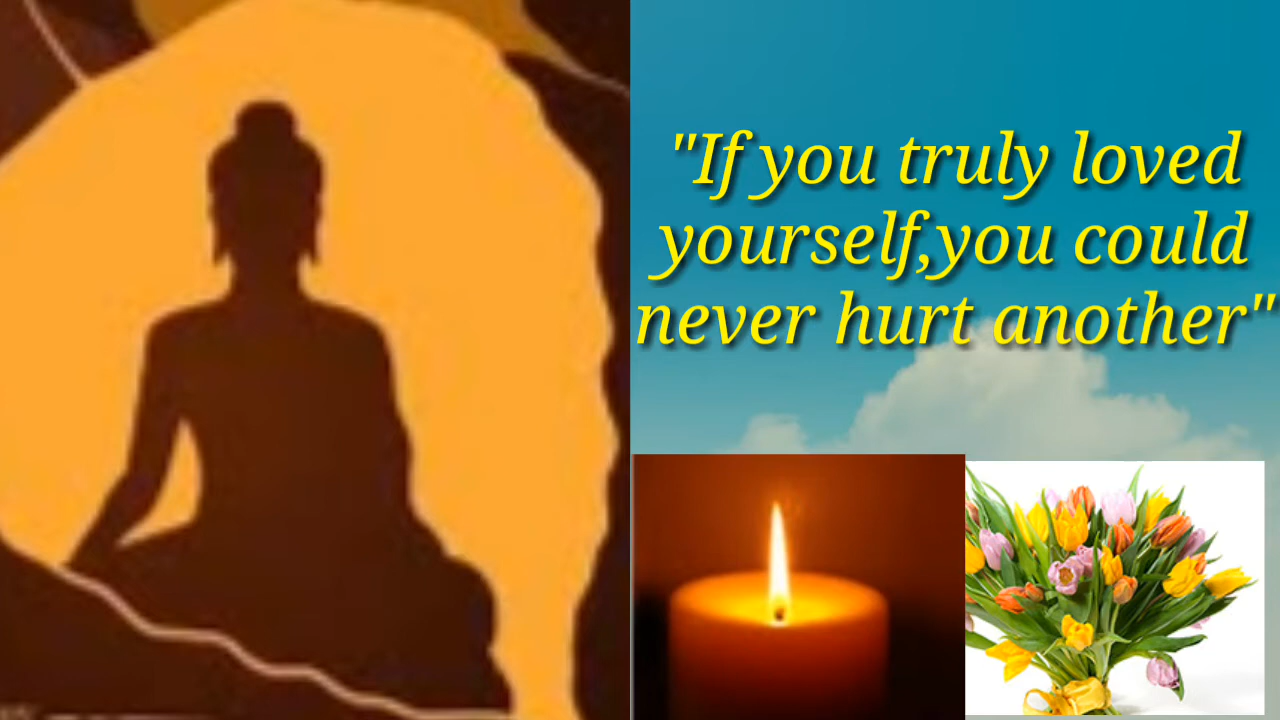 "If you truly loved
yourself,you could
never hurt another"